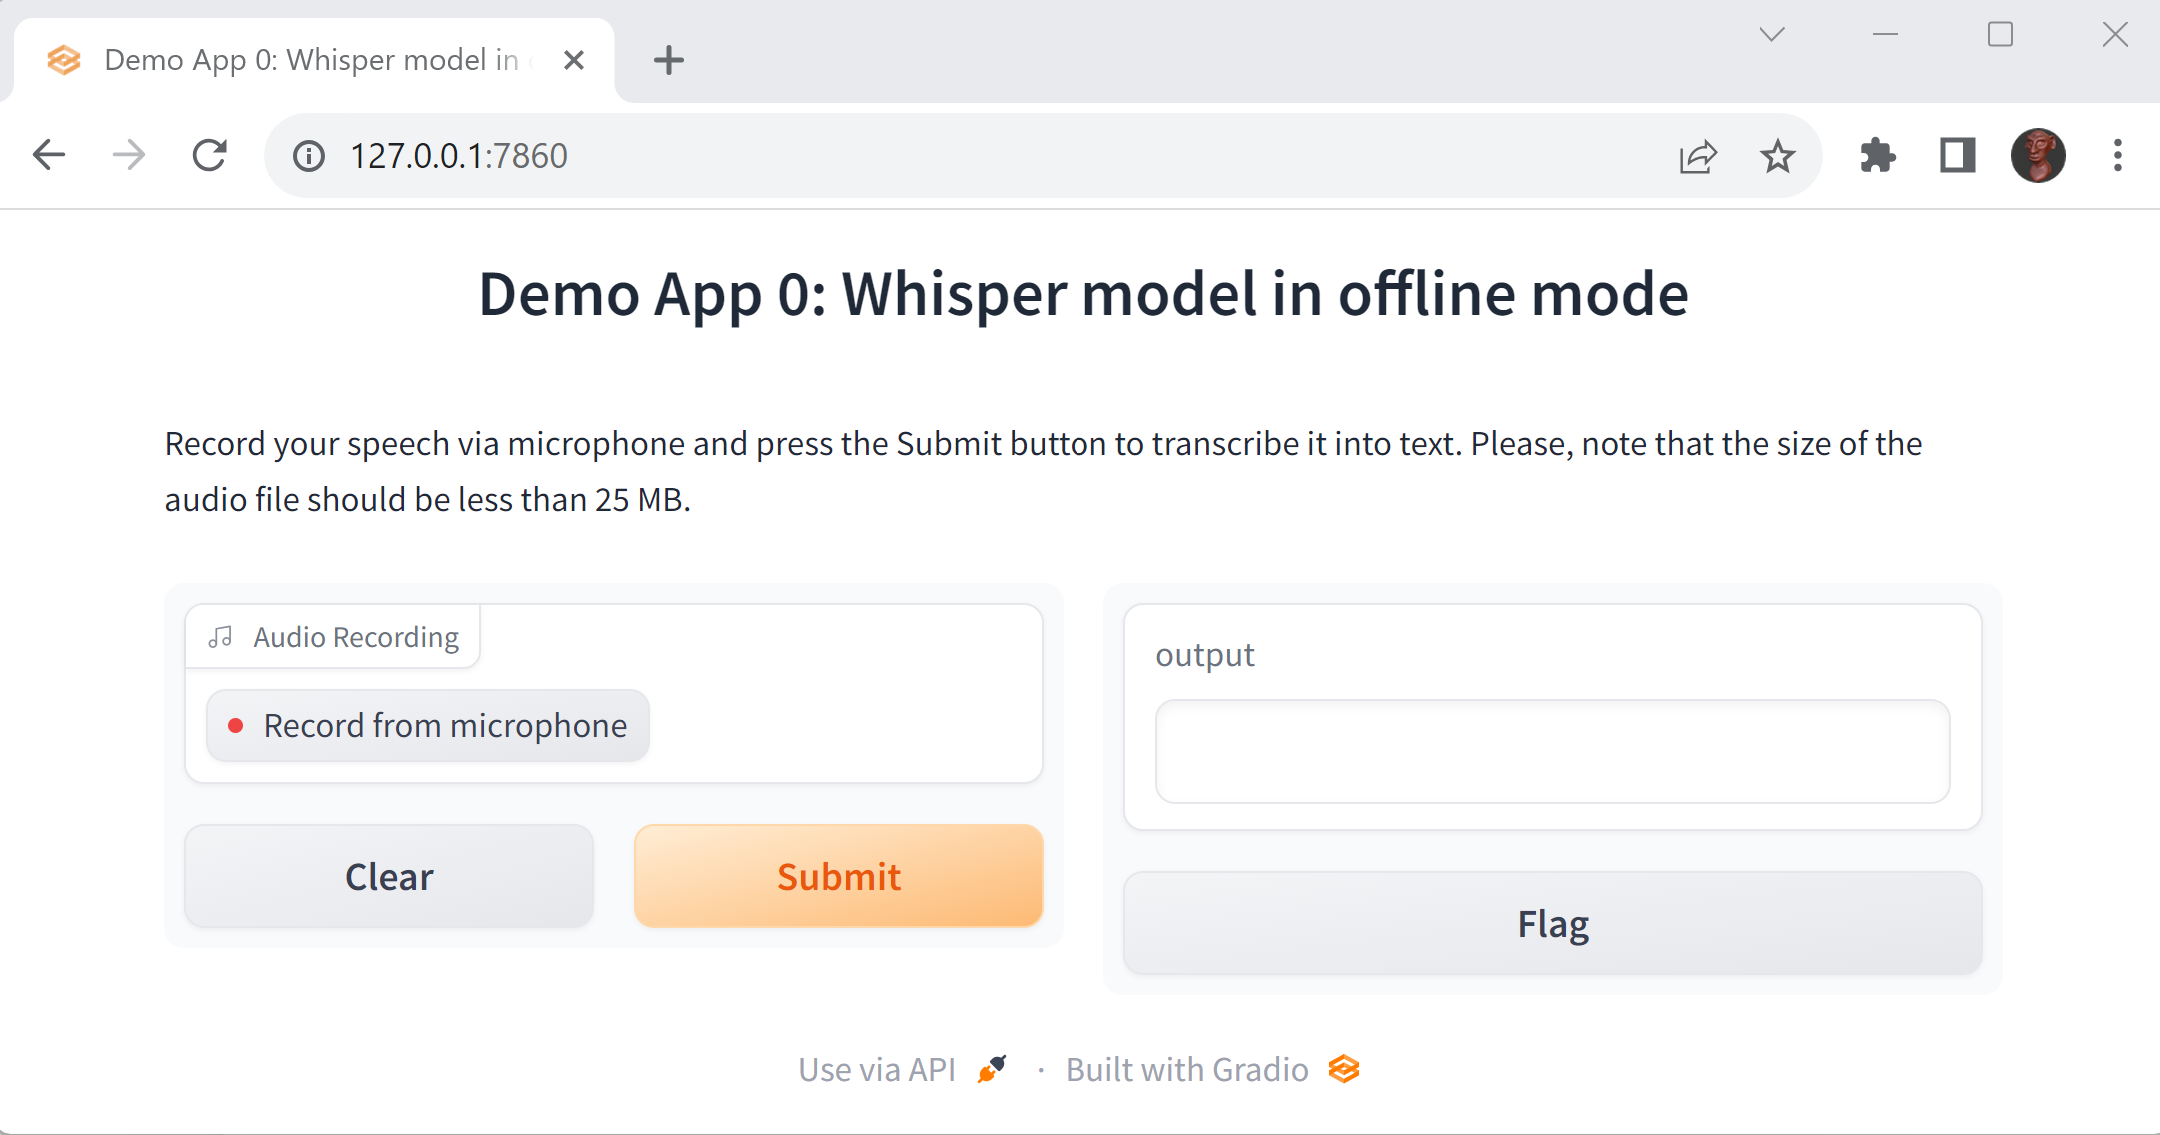 Demo App 0: Whisper model in
127.0.0.1:7860
Demo App 0: Whisper model in offline mode
Record your speech via microphone and press the Submit button to transcribe it into text. Please, note that the size of the
audio file should be less than 25 MB.
Audio Recording
Record from microphone
Clear
Submit
output
Flag
Use via API · Built with Gradio